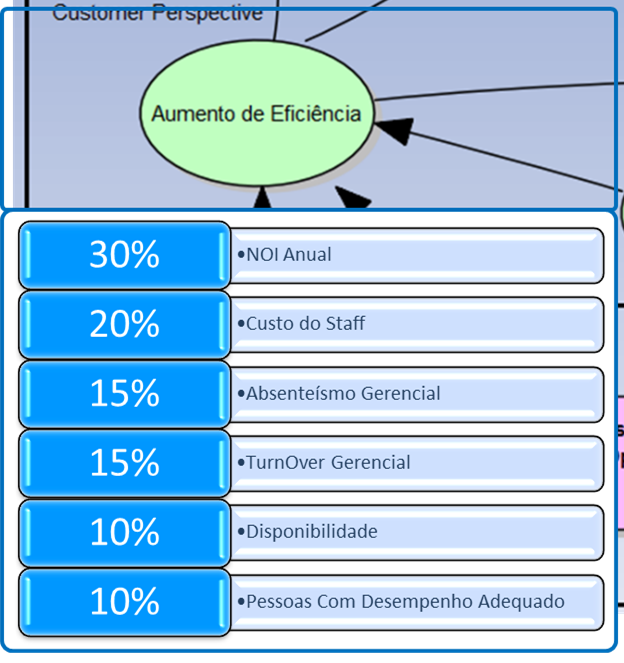 Customer Perspective
Aumento de Eficiência
30%
•NOI Anual
20%
•Custo do Staff
15%
•Absenteísmo Gerencial
15%
•TurnOver Gerencial
10%
•Disponibilidade
10%
•Pessoas Com Desempenho Adequado